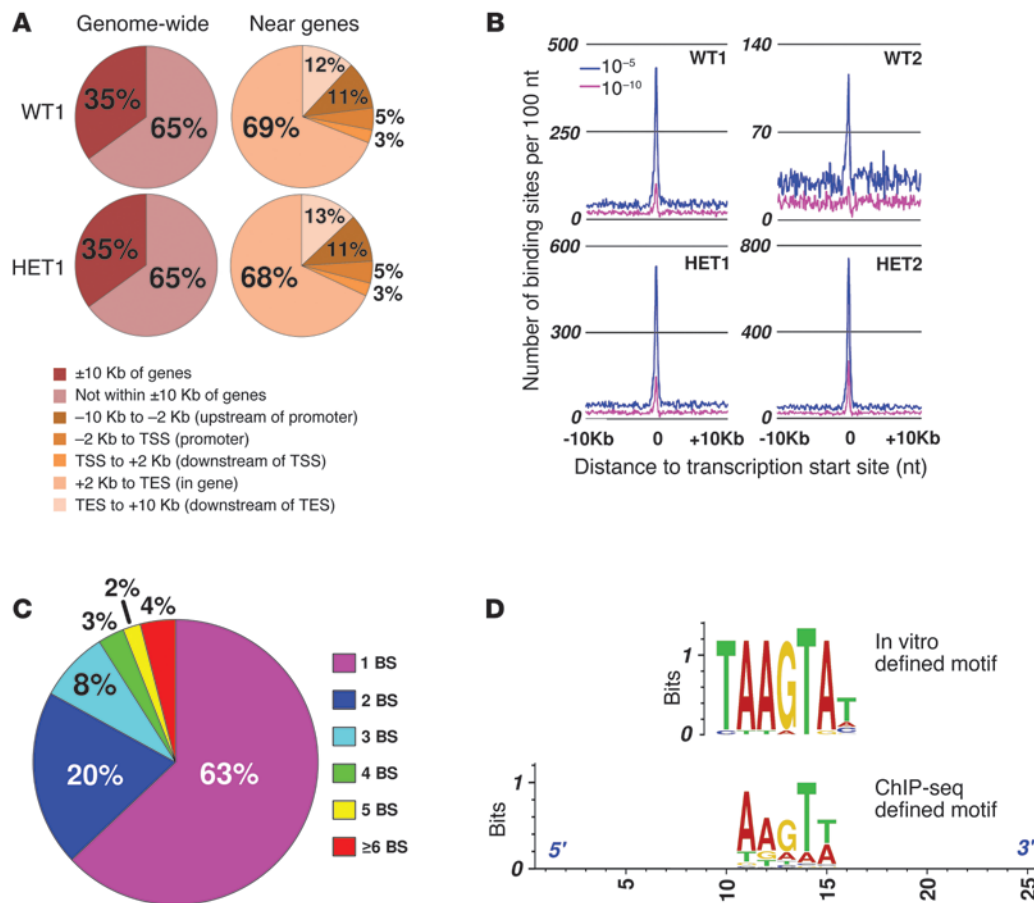 A
Genome-wide
Near genes
WT1
35%
65%
12%
11%
5%
3%
69%
HET1
35%
65%
13%
11%
5%
3%
68%
±10 Kb of genes
Not within ±10 Kb of genes
–10 Kb to –2 Kb (upstream of promoter)
–2 Kb to TSS (promoter)
TSS to +2 Kb (downstream of TSS)
+2 Kb to TES (in gene)
TES to +10 Kb (downstream of TES)
B
Number of binding sites per 100 nt
500
250
0
WT1
10⁻⁵
10⁻¹⁰
140
70
0
WT2
600
300
0
HET1
800
400
0
HET2
-10Kb 0 +10Kb
-10Kb 0 +10Kb
Distance to transcription start site (nt)
C
2%
3%
4%
8%
20%
63%
1 BS
2 BS
3 BS
4 BS
5 BS
≥6 BS
D
Bits
1
0
TAAGTAT
In vitro
defined motif
Bits
1
0
AAGTT
ChIP-seq
defined motif
5'
3'
5 10 15 20 25